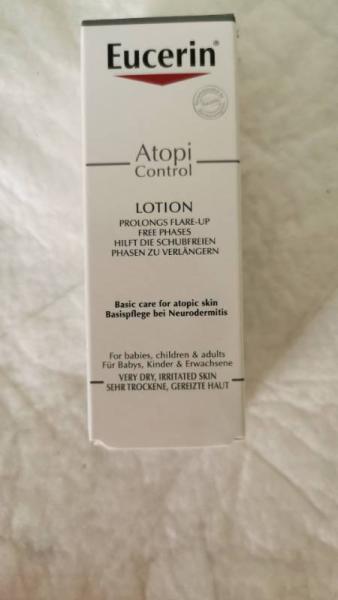 Eucerin®
Atopi
Control
LOTION
PROLONGS FLARE-UP
FREE PHASES
HILFT DIE SCHUBFREIEN
PHASEN ZU VERLÄNGERN
Basic care for atopic skin
Basispflege bei Neurodermitis
For babies, children & adults
Für Babys, Kinder & Erwachsene
VERY DRY, IRRITATED SKIN
SEHR TROCKENE, GEREIZTE HAUT